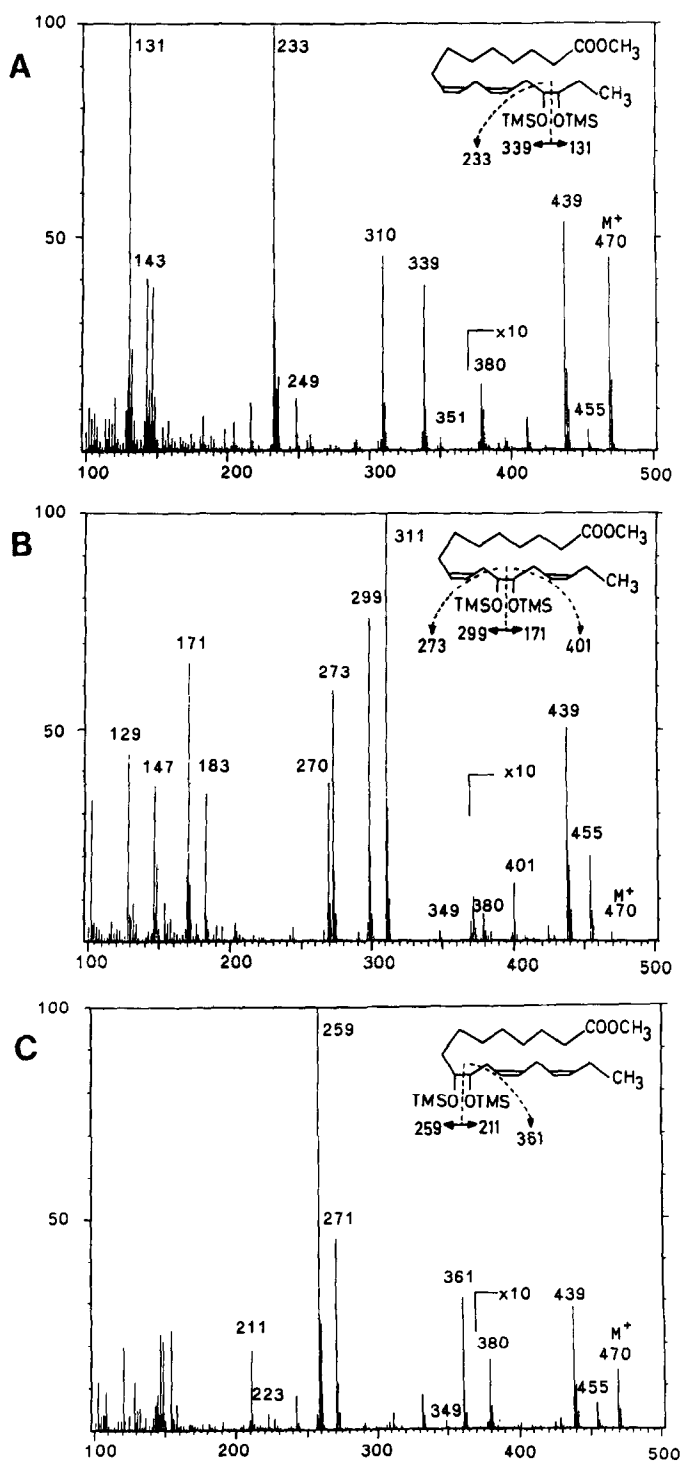 A
100
131
233
COOCH3
CH3
TMSO OTMS
339 131
233
439
M+
470
50
310
339
143
x10
380
249
351
455
100 200 300 400 500
B
100
311
COOCH3
CH3
TMSO OTMS
299 171
273
401
299
171
273
439
50
129
147
183
270
x10
455
401
349
380
M+
470
100 200 300 400 500
C
100
259
COOCH3
CH3
TMSO OTMS
259 211
361
50
271
361
x10
439
211
380
M+
470
223
349
455
100 200 300 400 500